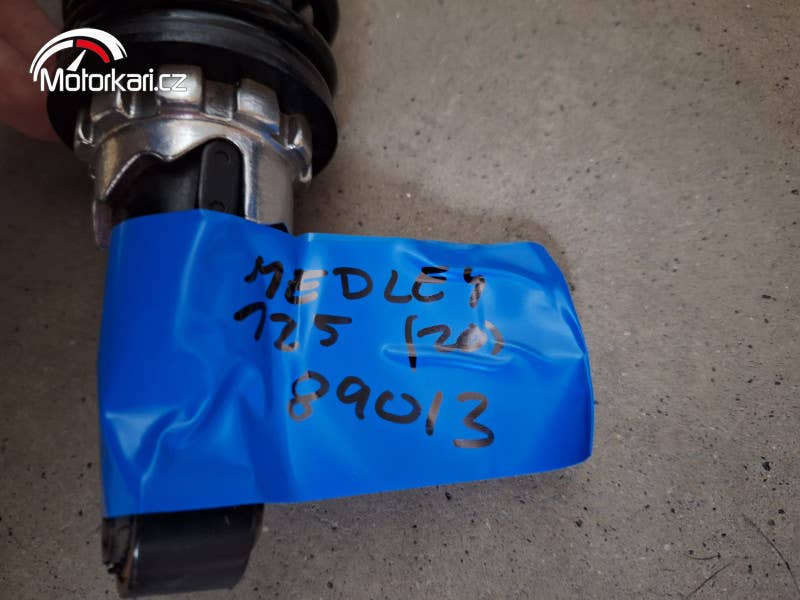 Motorkari.cz
MEDLEY
125 (20)
89013